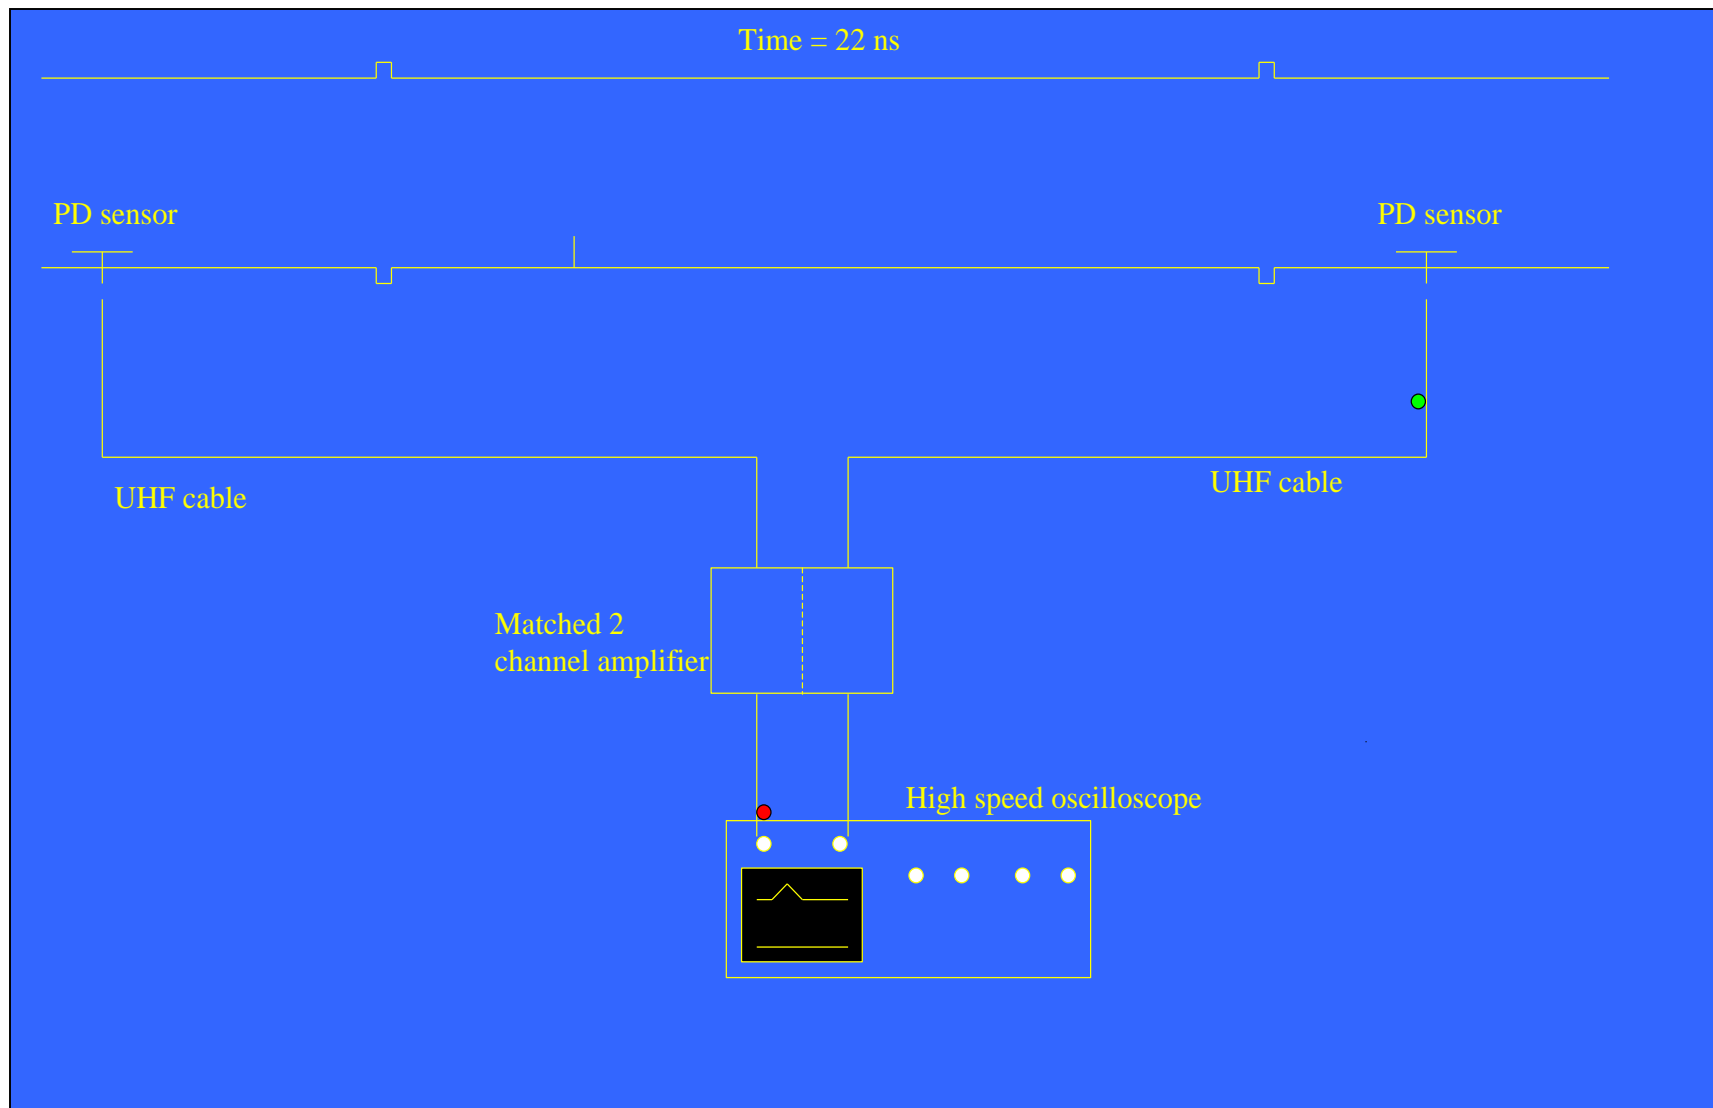 Time = 22 ns
PD sensor
PD sensor
UHF cable
UHF cable
Matched 2
channel amplifier
High speed oscilloscope